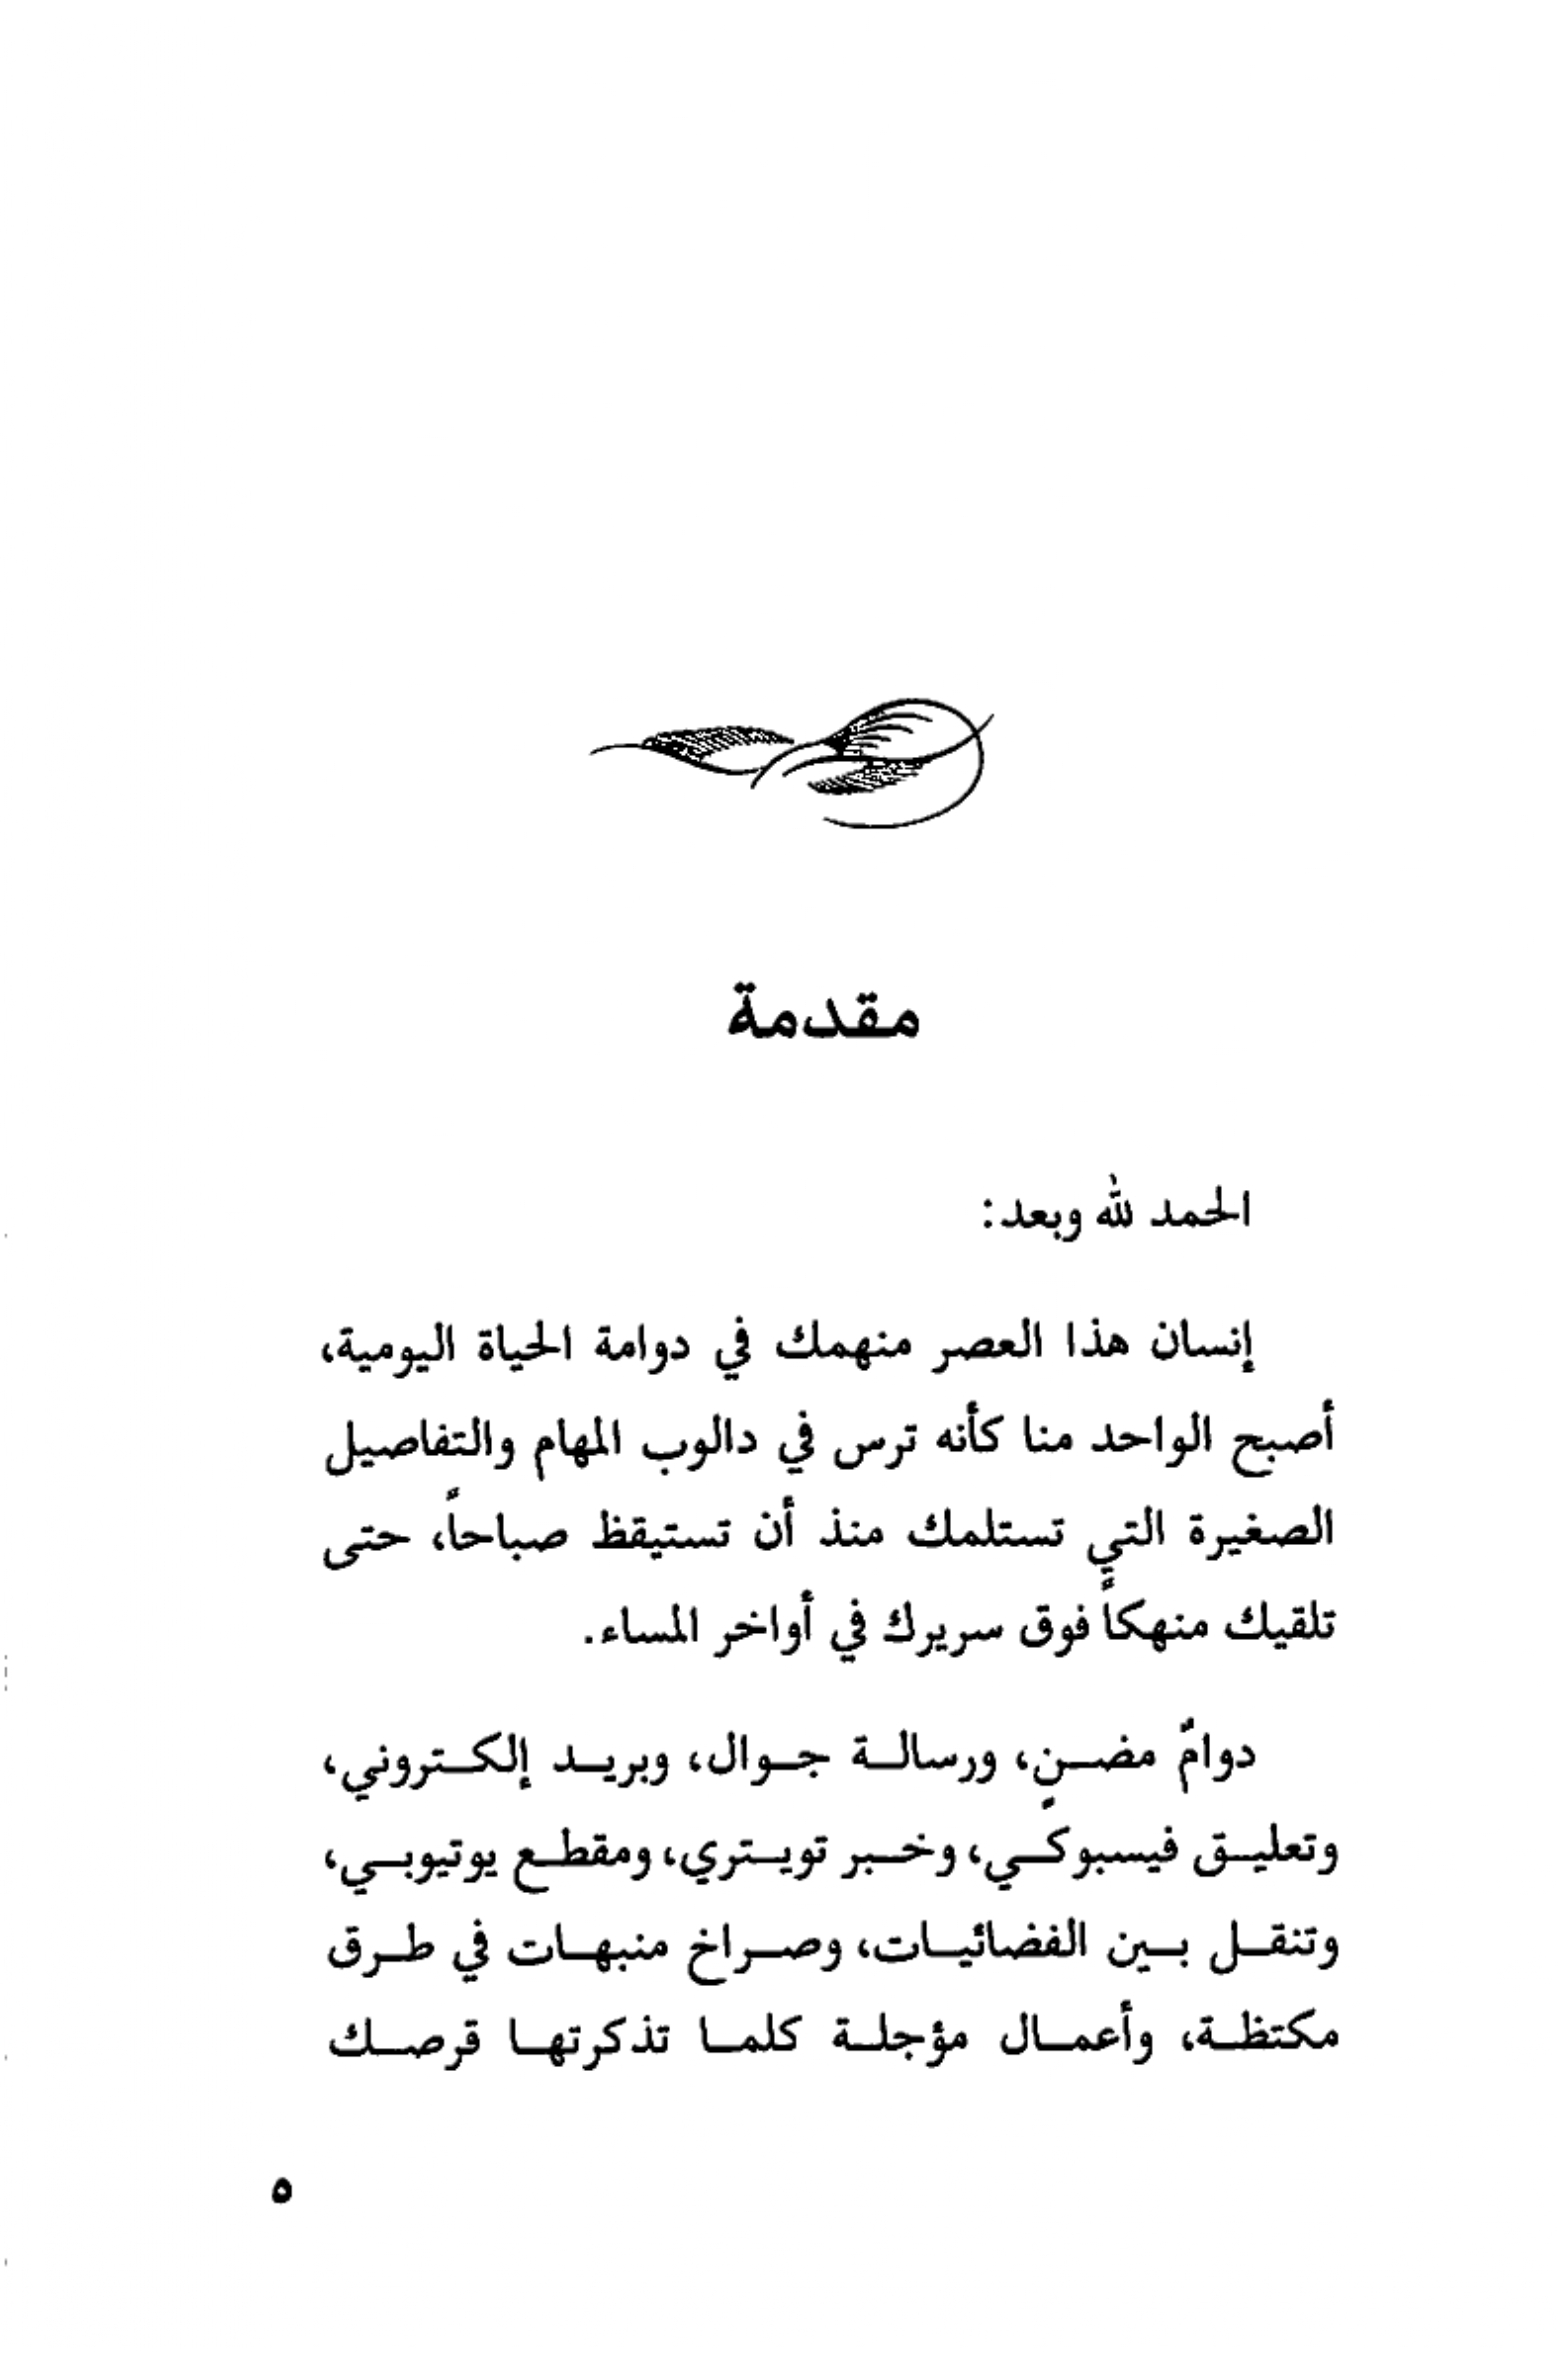 مقدمة
الحمد لله وبعد:
إنسان هذا العصر منهمك في دوامة الحياة اليومية،
أصبح الواحد منا كأنه ترس في دالوب المهام والتفاصيل
الصغيرة التي تستلمك منذ أن تستيقظ صباحاً، حتى
تلقيك منهكاً فوق سريرك في أواخر المساء.
دوامٌ مضنٍ، ورسالة جوال، وبريد إلكتروني،
وتعليق فيسبوكي، وخبر تويتري، ومقطع يوتيوبي،
وتنقل بين الفضائيات، وصراخ منبهات في طرق
مكتظة، وأعمال مؤجلة كلما تذكرتها قرصك
٥